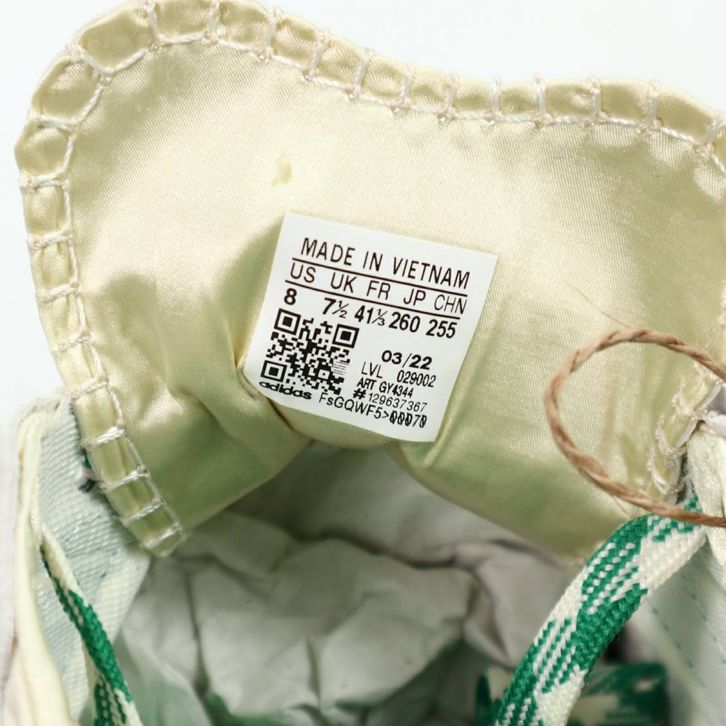 MADE IN VIETNAM
US UK FR JP CHN
8 7½ 41⅓ 260 255
03/22
LVL 029002
ART GY4344
# 129637367
adidas